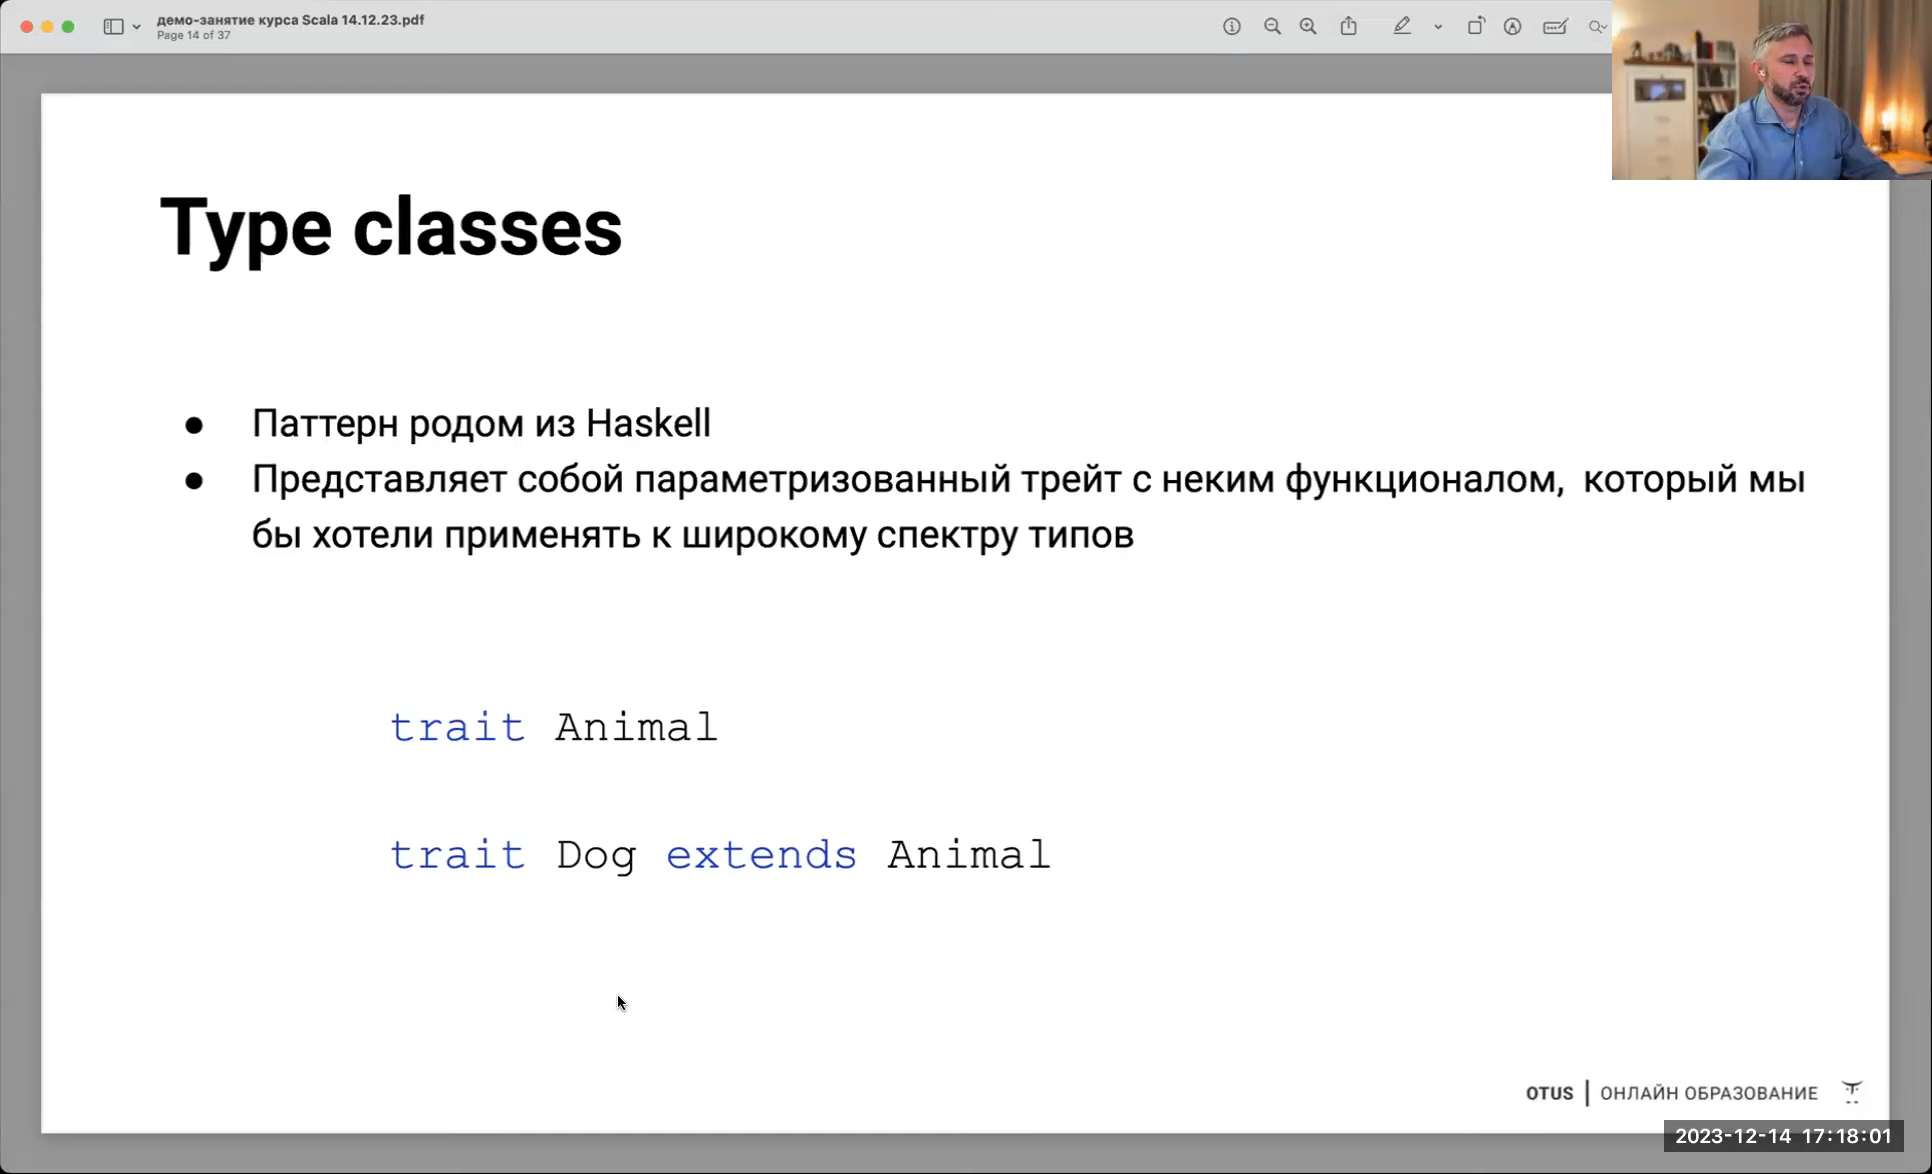 демо-занятие курса Scala 14.12.23.pdf
Page 14 of 37
Type classes
● Паттерн родом из Haskell
● Представляет собой параметризованный трейт с неким функционалом, который мы
бы хотели применять к широкому спектру типов
trait Animal
trait Dog extends Animal
OTUS | ОНЛАЙН ОБРАЗОВАНИЕ
2023-12-14 17:18:01